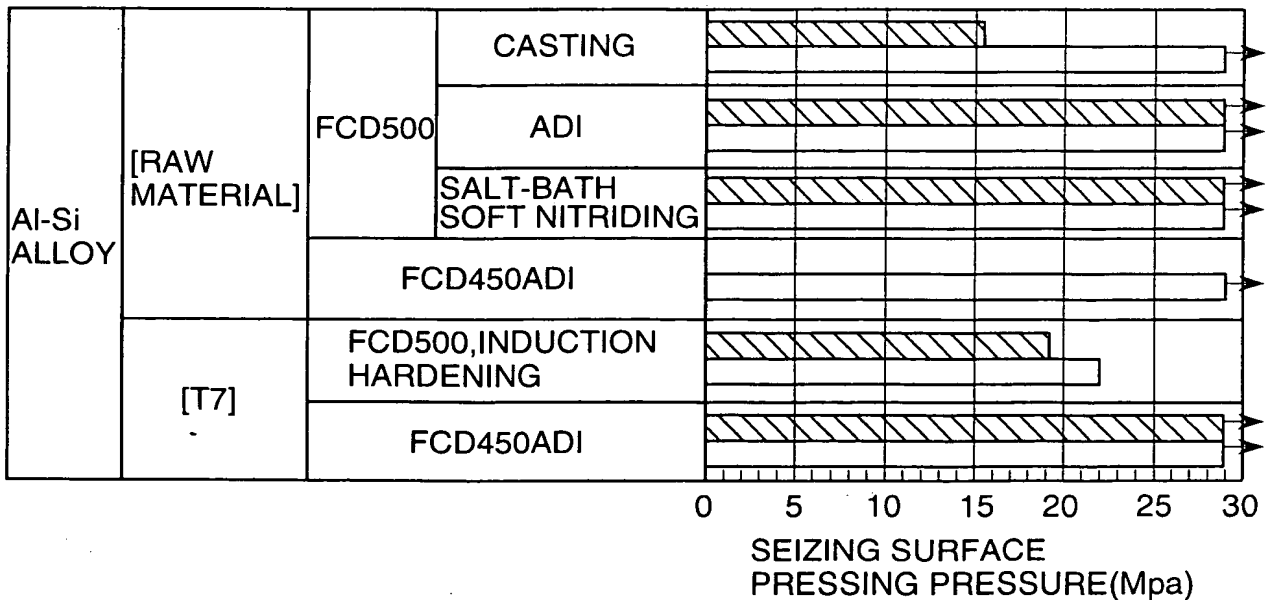 Al-Si
ALLOY
[RAW
MATERIAL]
FCD500
CASTING
ADI
SALT-BATH
SOFT NITRIDING
FCD450ADI
[T7]
FCD500,INDUCTION
HARDENING
FCD450ADI
0 5 10 15 20 25 30
SEIZING SURFACE
PRESSING PRESSURE(Mpa)